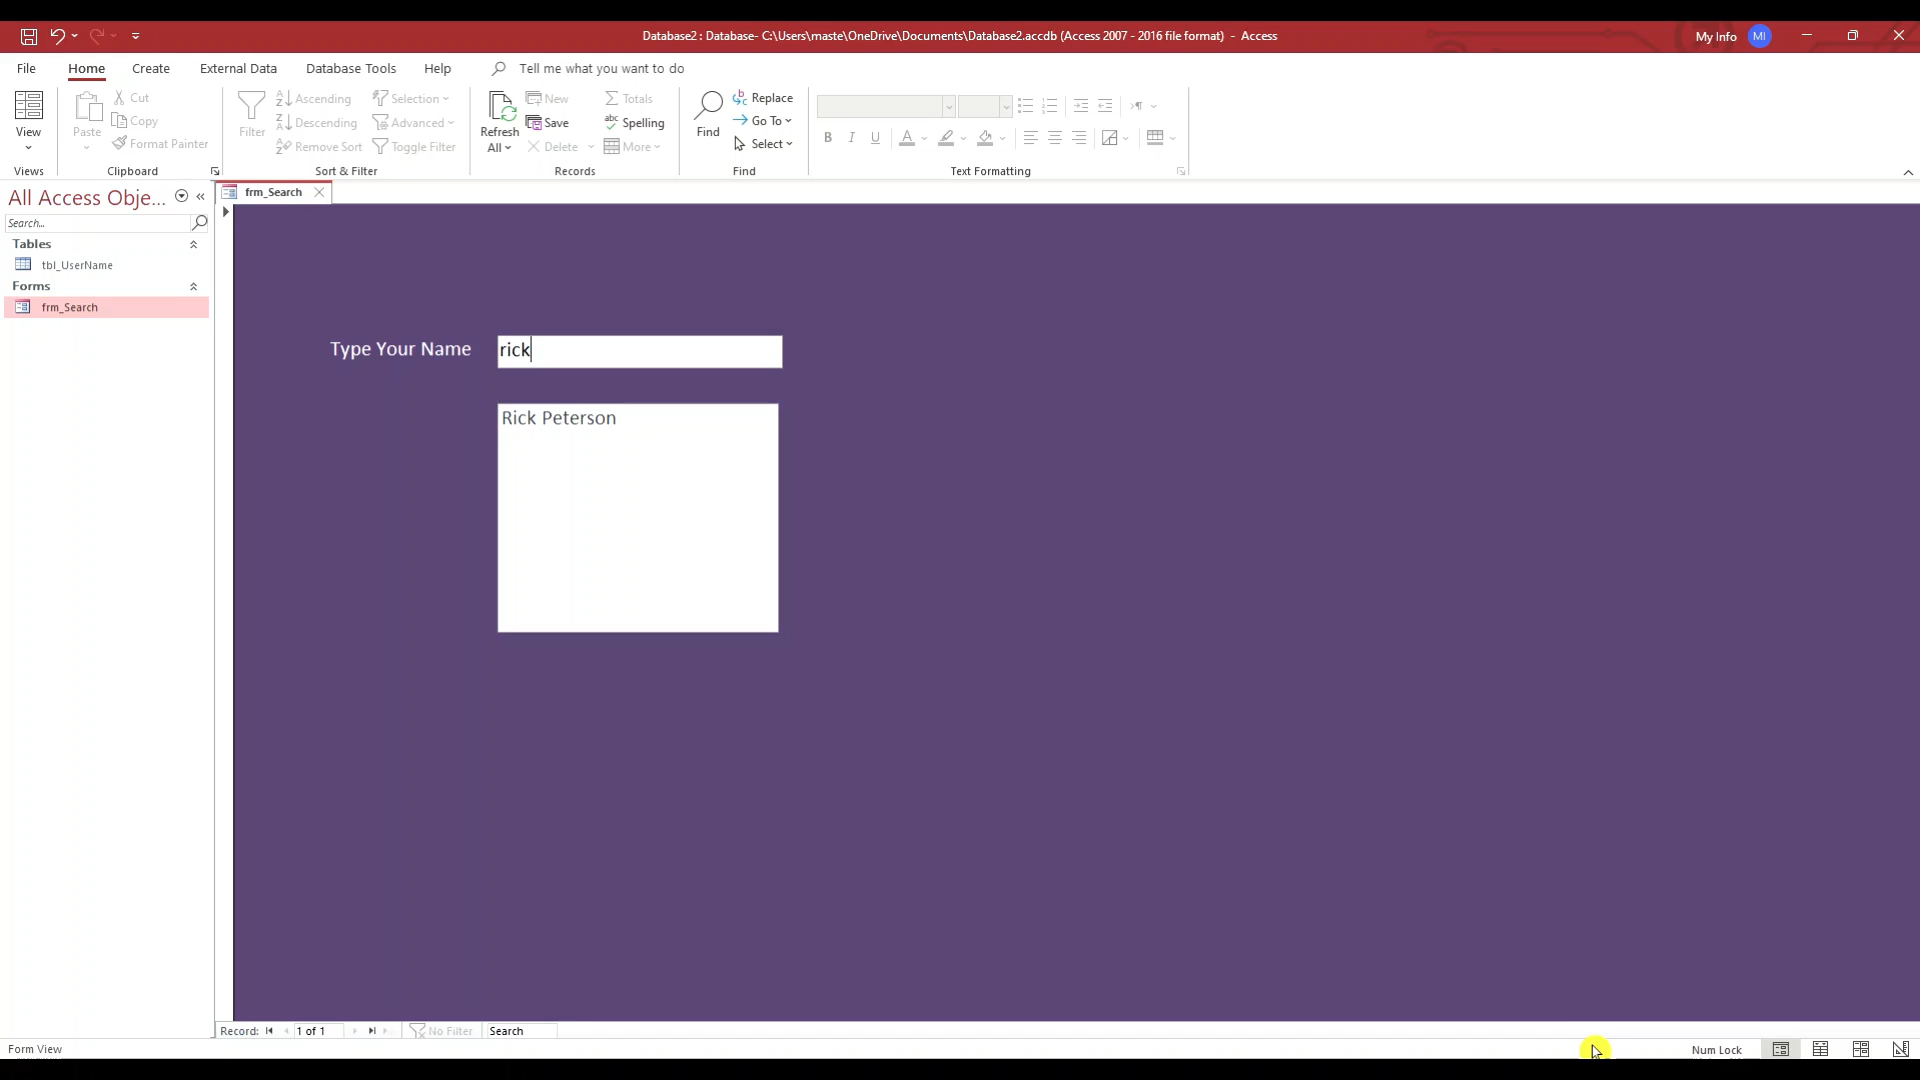 Database2 : Database- C:\Users\maste\OneDrive\Documents\Database2.accdb (Access 2007 - 2016 file format) - Access
My Info
MI
File
Home
Create
External Data
Database Tools
Help
Tell me what you want to do
View
Views
Paste
Cut
Copy
Format Painter
Clipboard
Filter
Ascending
Descending
Remove Sort
Selection
Advanced
Toggle Filter
Sort & Filter
Refresh
All
New
Save
Delete
Totals
abc
Spelling
More
Records
Find
Replace
Go To
Select
Find
B I U A
Text Formatting
All Access Obje...
Search...
Tables
tbl_UserName
Forms
frm_Search
frm_Search
Type Your Name
rick
Rick Peterson
Record:
1 of 1
No Filter
Search
Form View
Num Lock